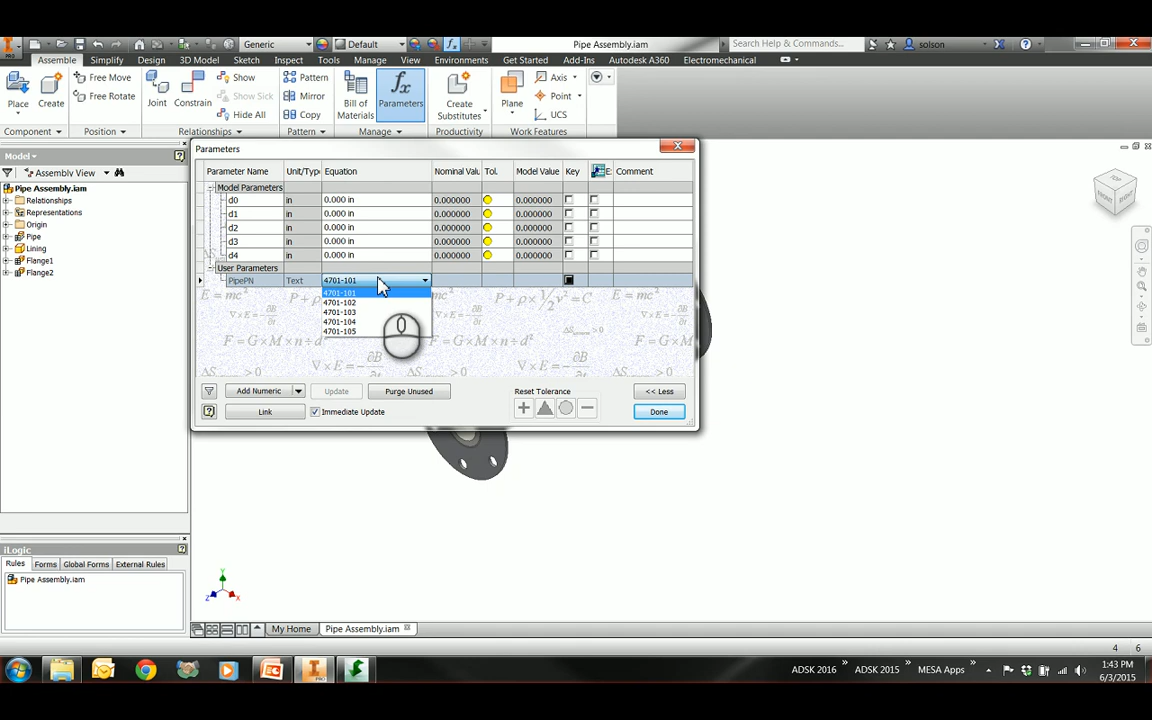 PRO
Generic
Default
Pipe Assembly.iam
Search Help & Commands...
solson
Assemble
Simplify
Design
3D Model
Sketch
Inspect
Tools
Manage
View
Environments
Get Started
Add-Ins
Autodesk A360
Electromechanical
Place
Create
Free Move
Free Rotate
Joint
Constrain
Show
Show Sick
Hide All
Pattern
Mirror
Copy
Bill of
Materials
fx
Parameters
Create
Substitutes
Plane
Axis
Point
UCS
Component
Position
Relationships
Pattern
Manage
Productivity
Work Features
Model
Assembly View
Pipe Assembly.iam
Relationships
Representations
Origin
Pipe
Lining
Flange1
Flange2
Parameters
Parameter Name Unit/Typ Equation Nominal Valu Tol. Model Value Key E: Comment
Model Parameters
d0 in 0.000 in 0.000000 0.000000
d1 in 0.000 in 0.000000 0.000000
d2 in 0.000 in 0.000000 0.000000
d3 in 0.000 in 0.000000 0.000000
d4 in 0.000 in 0.000000 0.000000
User Parameters
PipePN Text 4701-101
4701-101
4701-102
4701-103
4701-104
4701-105
Add Numeric
Update
Purge Unused
Reset Tolerance
<< Less
Link
Immediate Update
Done
iLogic
Rules
Forms
Global Forms
External Rules
Pipe Assembly.iam
TOP
FRONT
RIGHT
Z
Y
X
My Home
Pipe Assembly.iam
4 6
ADSK 2016 »
ADSK 2015 »
MESA Apps »
1:43 PM
6/3/2015